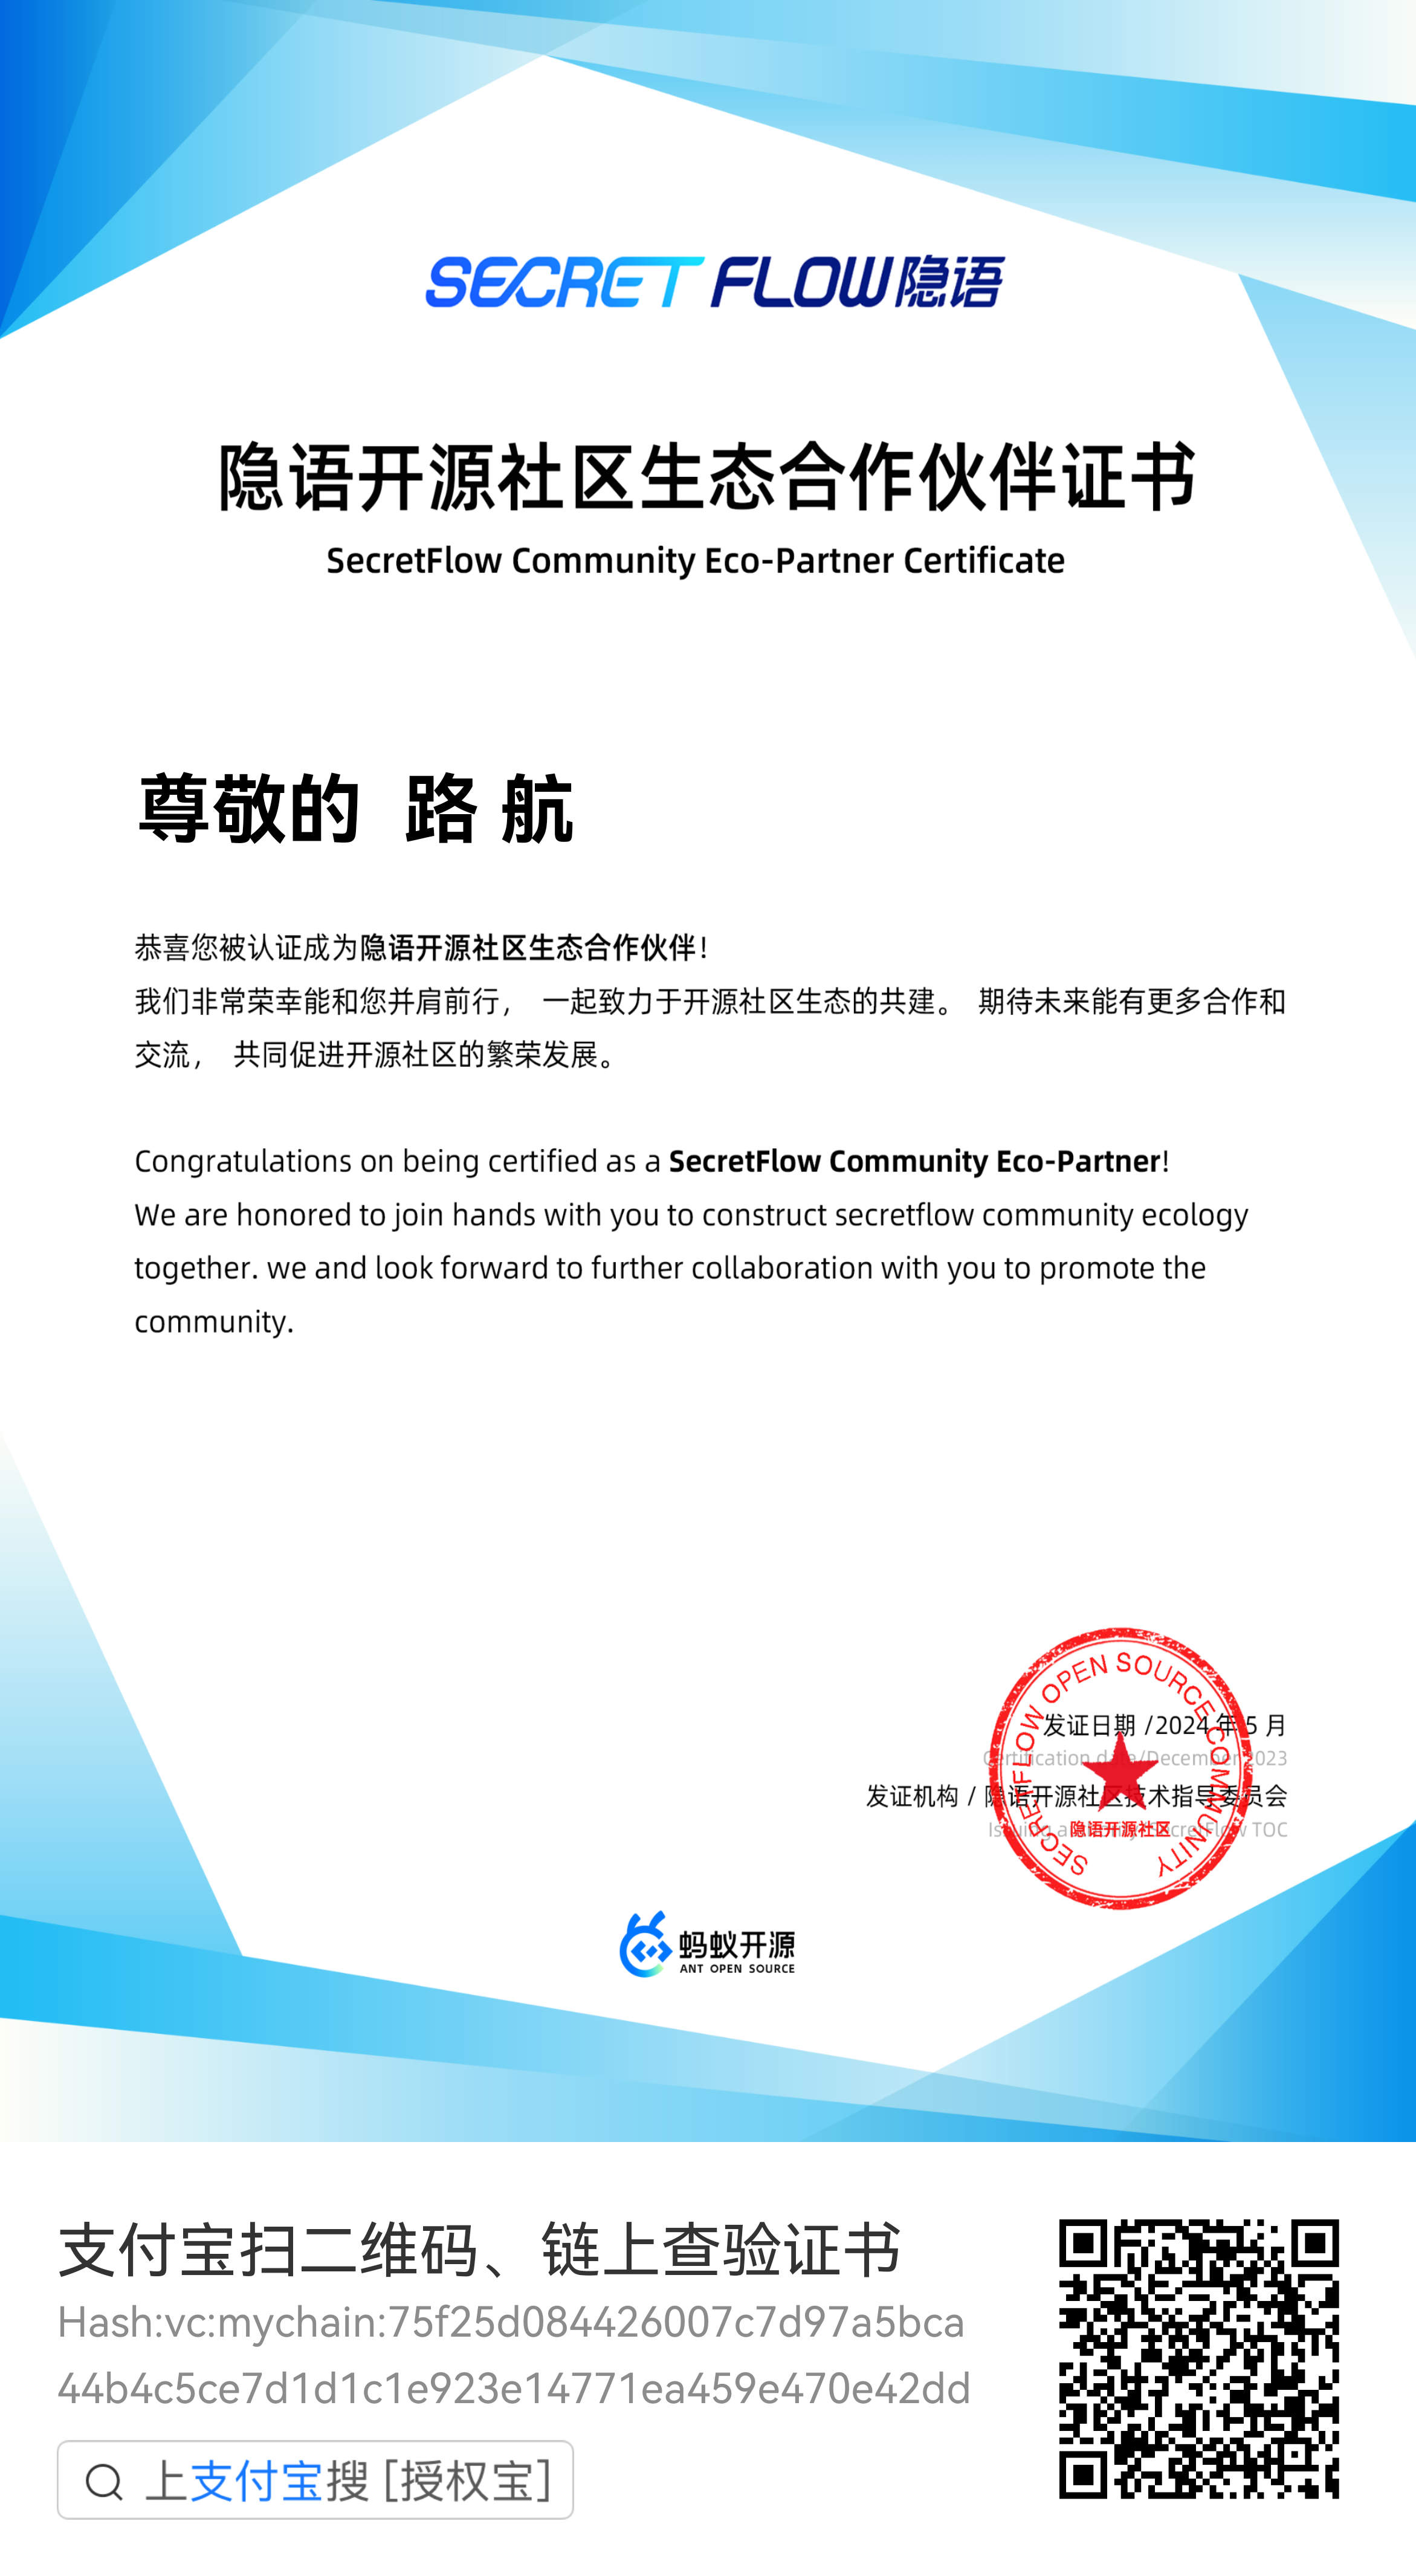 SECRET FLOW隐语
隐语开源社区生态合作伙伴证书
SecretFlow Community Eco-Partner Certificate
尊敬的 路 航
恭喜您被认证成为隐语开源社区生态合作伙伴！
我们非常荣幸能和您并肩前行， 一起致力于开源社区生态的共建。 期待未来能有更多合作和
交流， 共同促进开源社区的繁荣发展。
Congratulations on being certified as a SecretFlow Community Eco-Partner!
We are honored to join hands with you to construct secretflow community ecology
together. we and look forward to further collaboration with you to promote the
community.
SECRETFLOW OPEN SOURCE COMMUNITY
发证日期 /2024 年 5 月
Certification date/December 2023
发证机构 / 隐语开源社区技术指导委员会
Issuing SecretFlow TOC
隐语开源社区
蚂蚁开源
ANT OPEN SOURCE
支付宝扫二维码、链上查验证书
Hash:vc:mychain:75f25d084426007c7d97a5bca
44b4c5ce7d1d1c1e923e14771ea459e470e42dd
上支付宝搜 [授权宝]